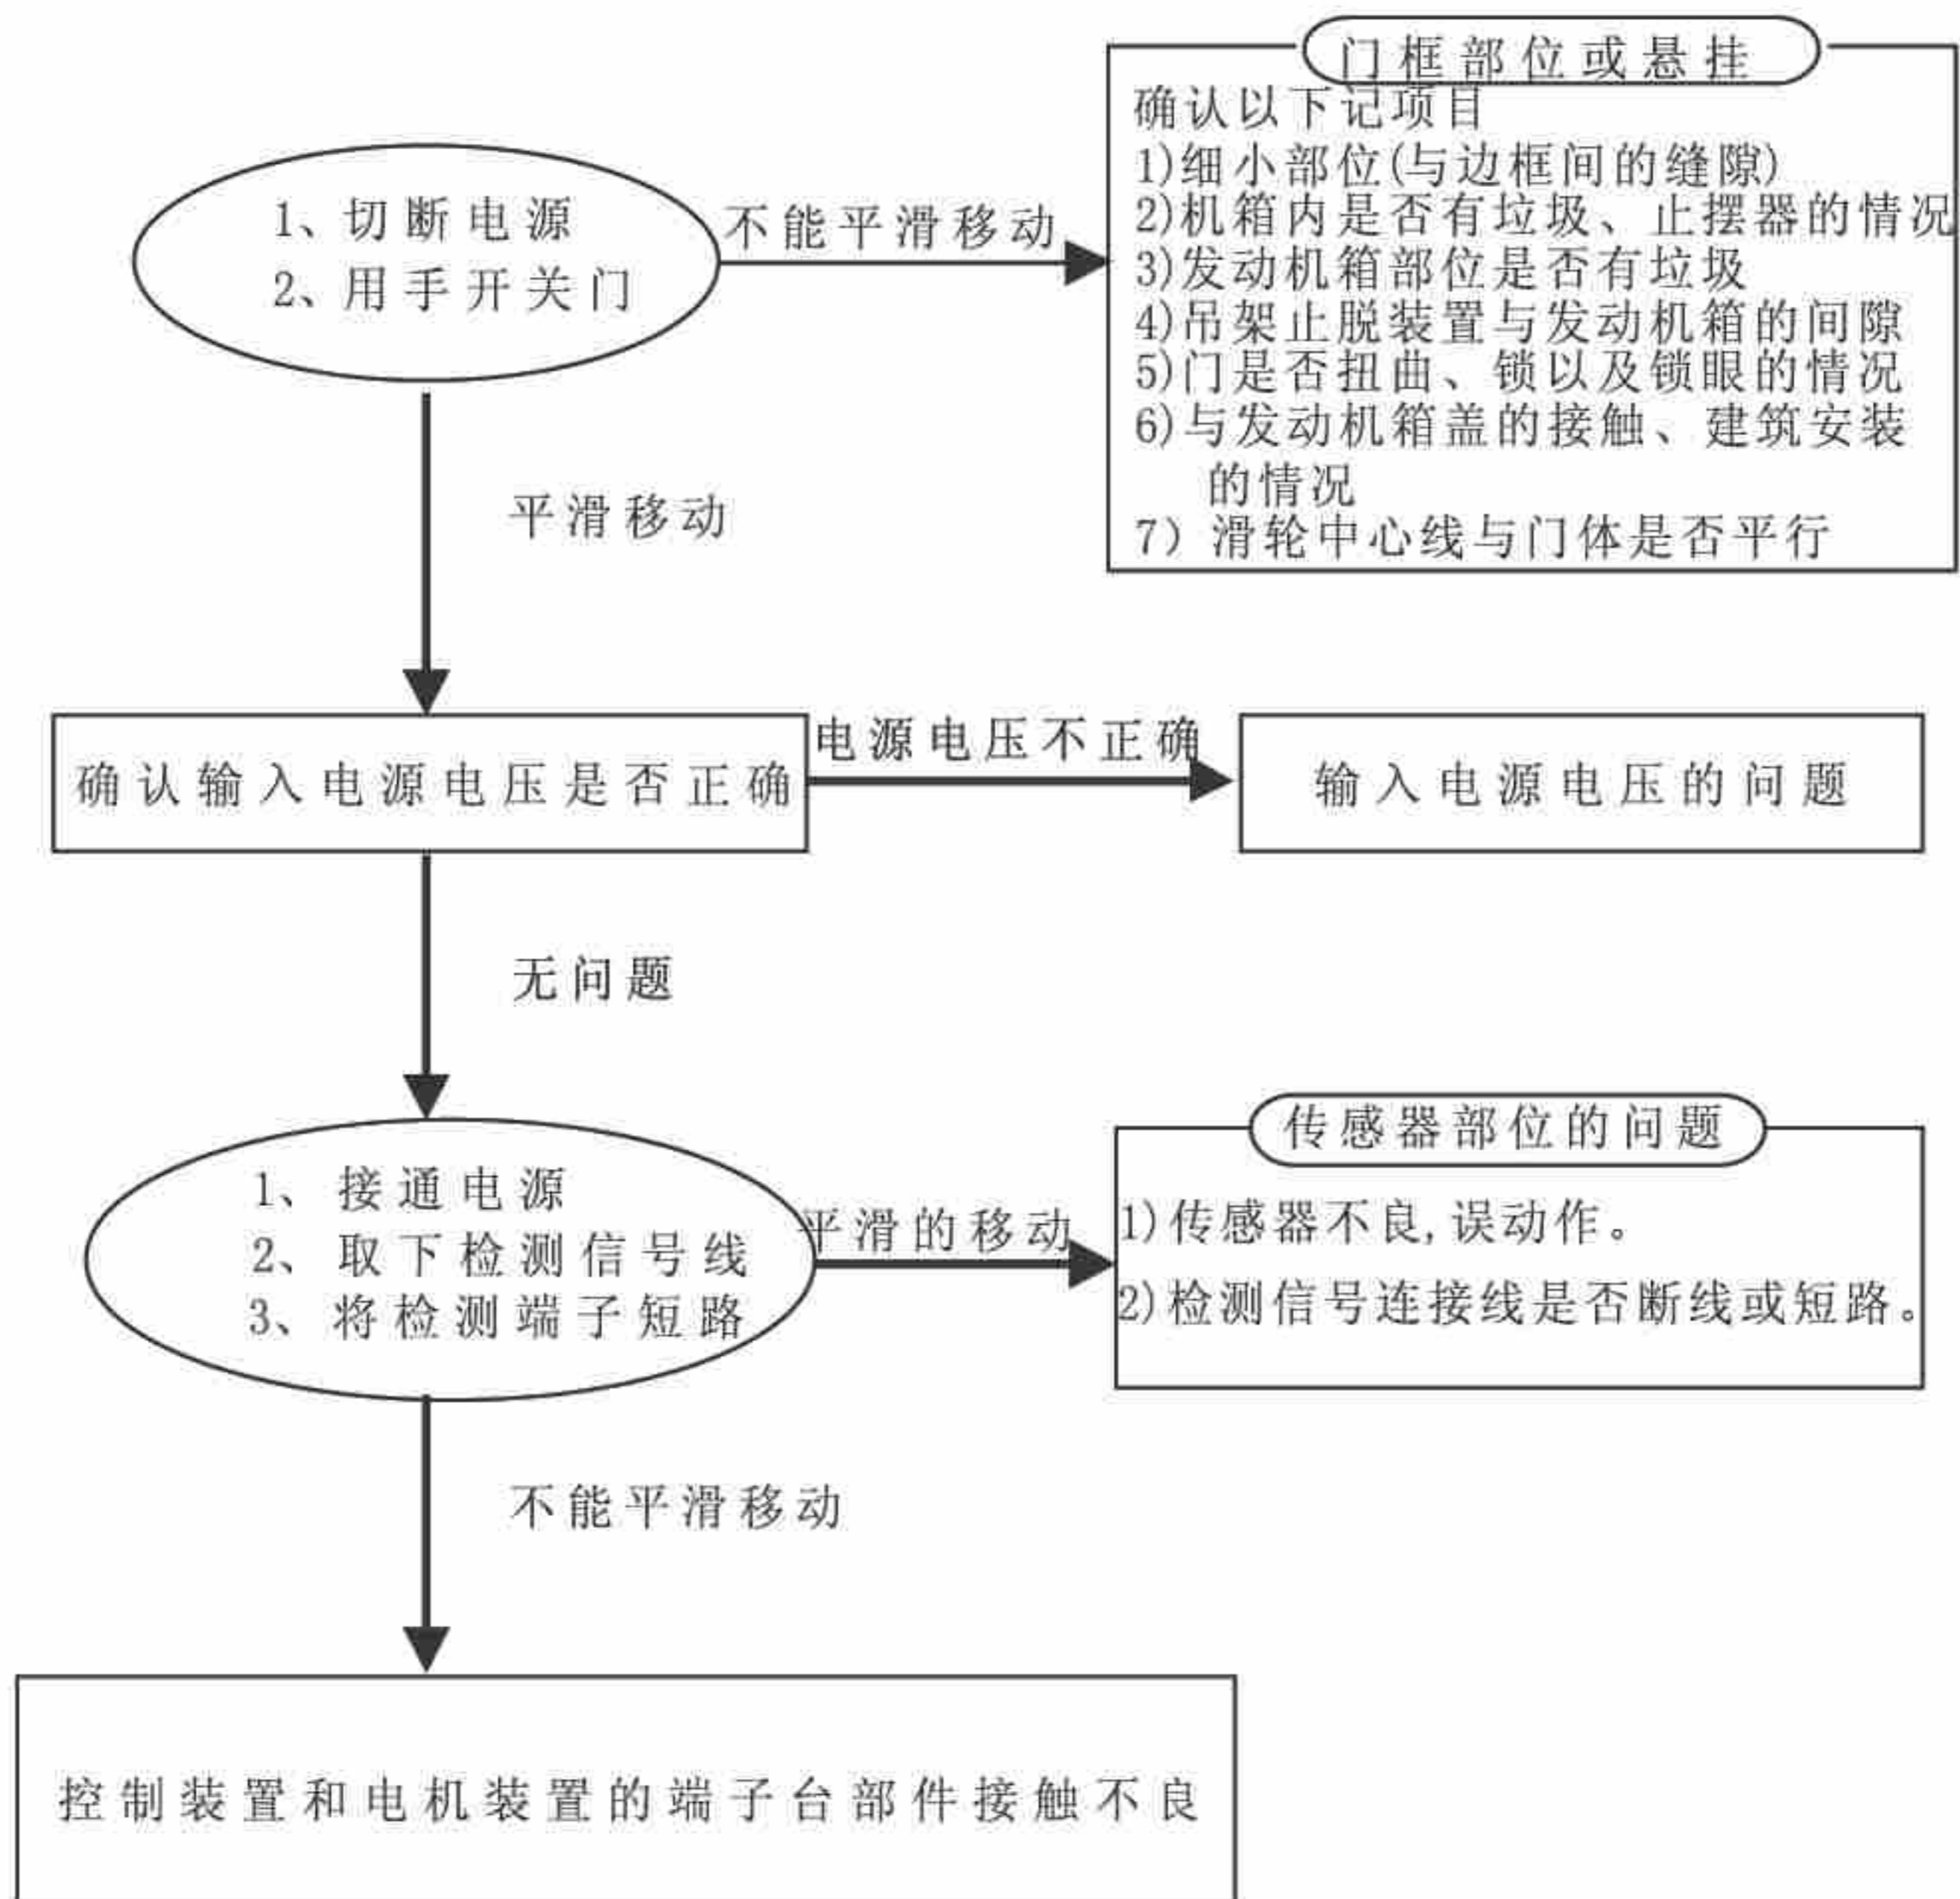 门框部位或悬挂
确认以下记项目
1)细小部位(与边框间的缝隙)
2)机箱内是否有垃圾、止摆器的情况
3)发动机箱部位是否有垃圾
4)吊架止脱装置与发动机箱的间隙
5)门是否扭曲、锁以及锁眼的情况
6)与发动机箱盖的接触、建筑安装
的情况
7) 滑轮中心线与门体是否平行
1、切断电源
2、用手开关门
不能平滑移动
平滑移动
确认输入电源电压是否正确
电源电压不正确
输入电源电压的问题
无问题
1、接通电源
2、取下检测信号线
3、将检测端子短路
平滑的移动
传感器部位的问题
1)传感器不良,误动作。
2)检测信号连接线是否断线或短路。
不能平滑移动
控制装置和电机装置的端子台部件接触不良